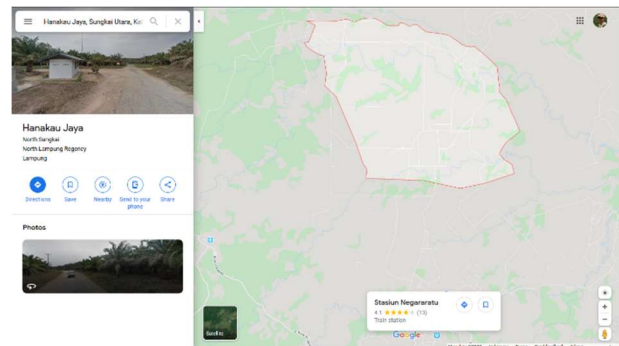 Hanakau Jaya, Sungkai Utara, Ka
Hanakau Jaya
North Sungkai
North Lampung Regency
Lampung
Directions
Save
Nearby
Send to your
phone
Share
Photos
Satellite
Stasiun Negararatu
4.1 (13)
Train station
Google